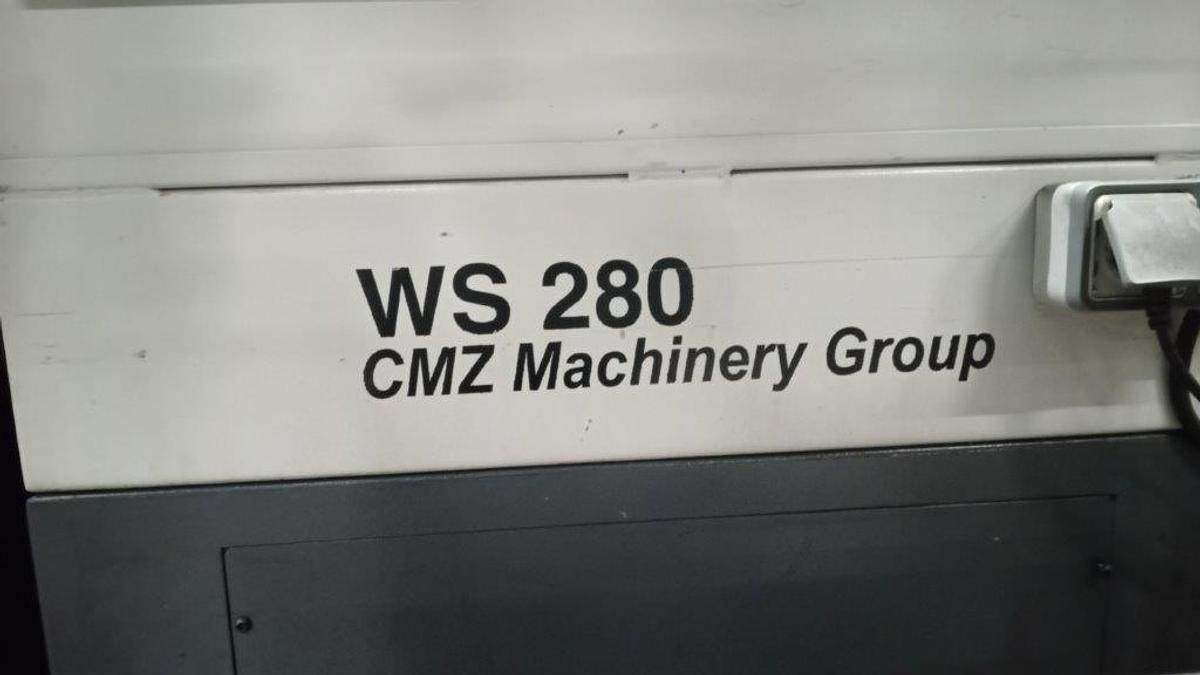 WS 280
CMZ Machinery Group